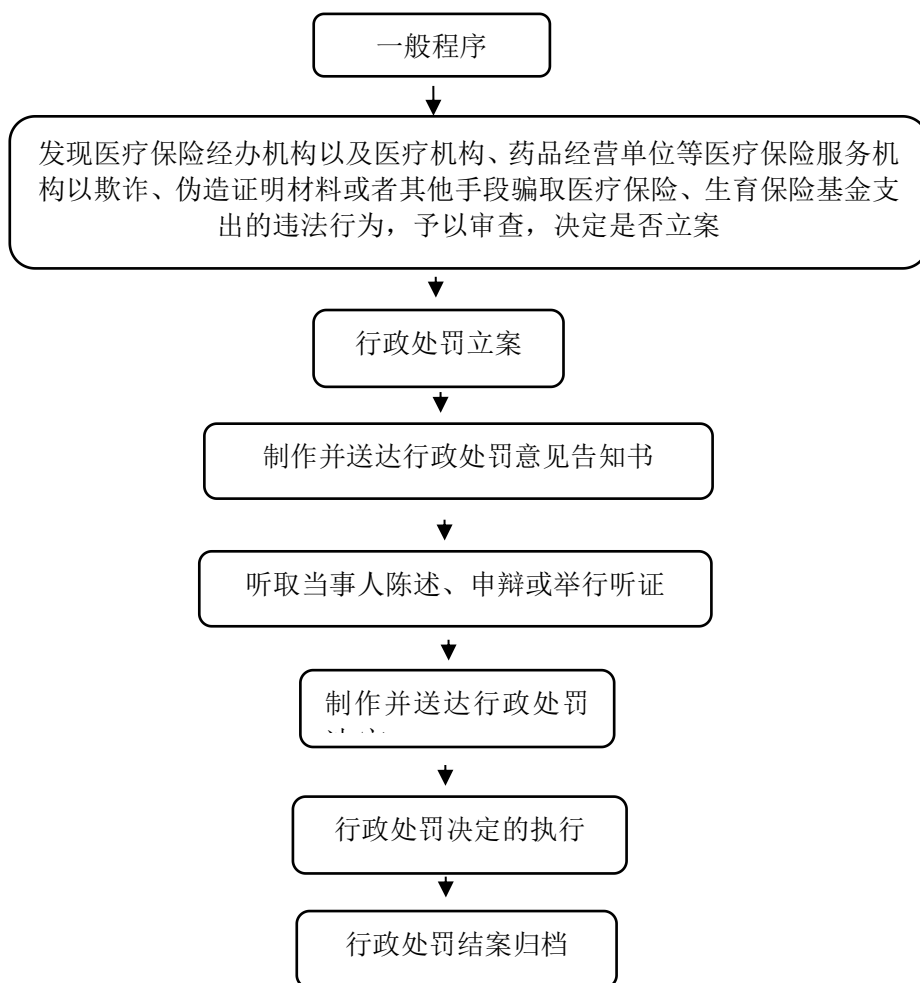 一般程序
发现医疗保险经办机构以及医疗机构、药品经营单位等医疗保险服务机
构以欺诈、伪造证明材料或者其他手段骗取医疗保险、生育保险基金支
出的违法行为，予以审查，决定是否立案
行政处罚立案
制作并送达行政处罚意见告知书
听取当事人陈述、申辩或举行听证
制作并送达行政处罚
行政处罚决定的执行
行政处罚结案归档